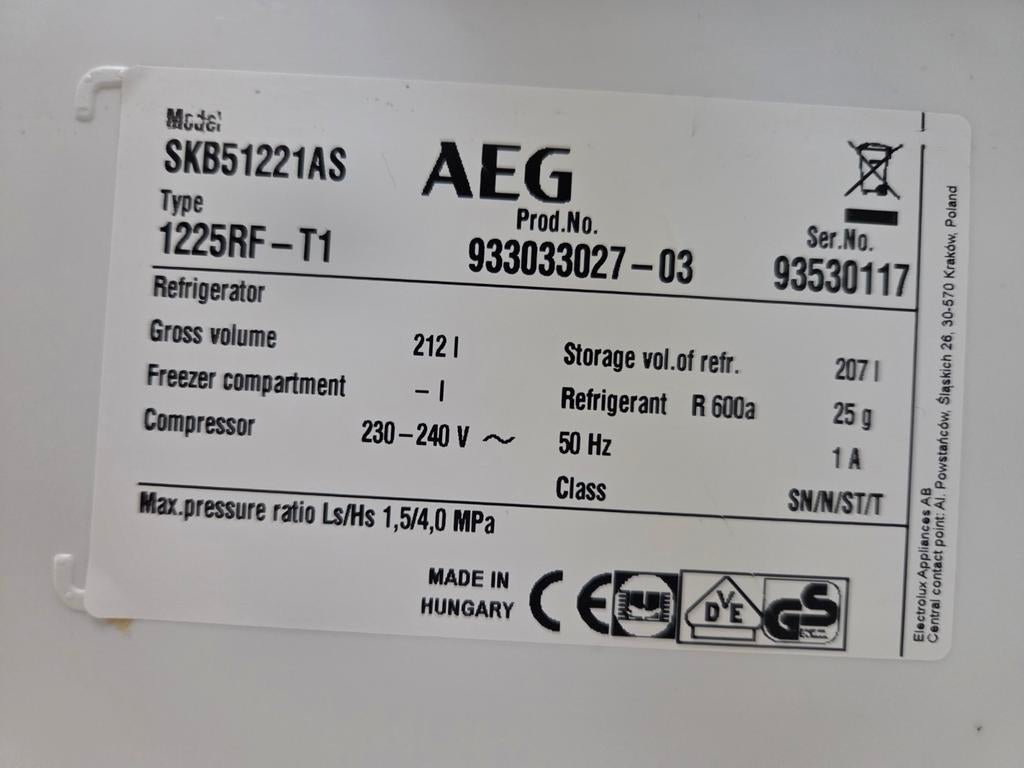 Model
SKB51221AS
AEG
Type
Prod.No.
Ser.No.
1225RF-T1
933033027-03
93530117
Refrigerator
Gross volume 212 l
Storage vol.of refr. 207 l
Freezer compartment - l
Refrigerant R 600a 25 g
Compressor 230-240 V ~ 50 Hz 1 A
Class SN/N/ST/T
Max.pressure ratio Ls/Hs 1,5/4,0 MPa
MADE IN
HUNGARY
CE
DVE
GS
Electrolux Appliances AB
Central contact point: Al. Powstańców, Śląskich 26, 30-570 Kraków, Poland